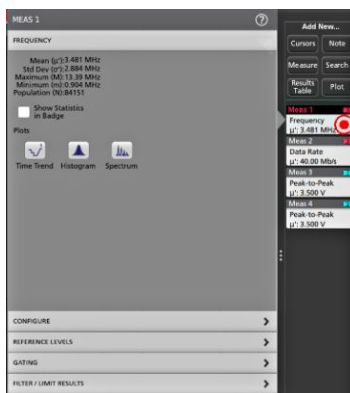 MEAS 1
?
FREQUENCY
Mean (μ'):3.481 MHz
Std Dev (σ'):2.884 MHz
Maximum (M):13.39 MHz
Minimum (m):0.904 MHz
Population (N):84151
Show Statistics
in Badge
Plots
Time Trend
Histogram
Spectrum
CONFIGURE
REFERENCE LEVELS
GATING
FILTER / LIMIT RESULTS
Add New...
Cursors
Note
Measure
Search
Results
Table
Plot
Meas 1
Frequency
μ': 3.481 MHz
Meas 2
Data Rate
μ': 40.00 Mb/s
Meas 3
Peak-to-Peak
μ': 3.500 V
Meas 4
Peak-to-Peak
μ': 3.500 V